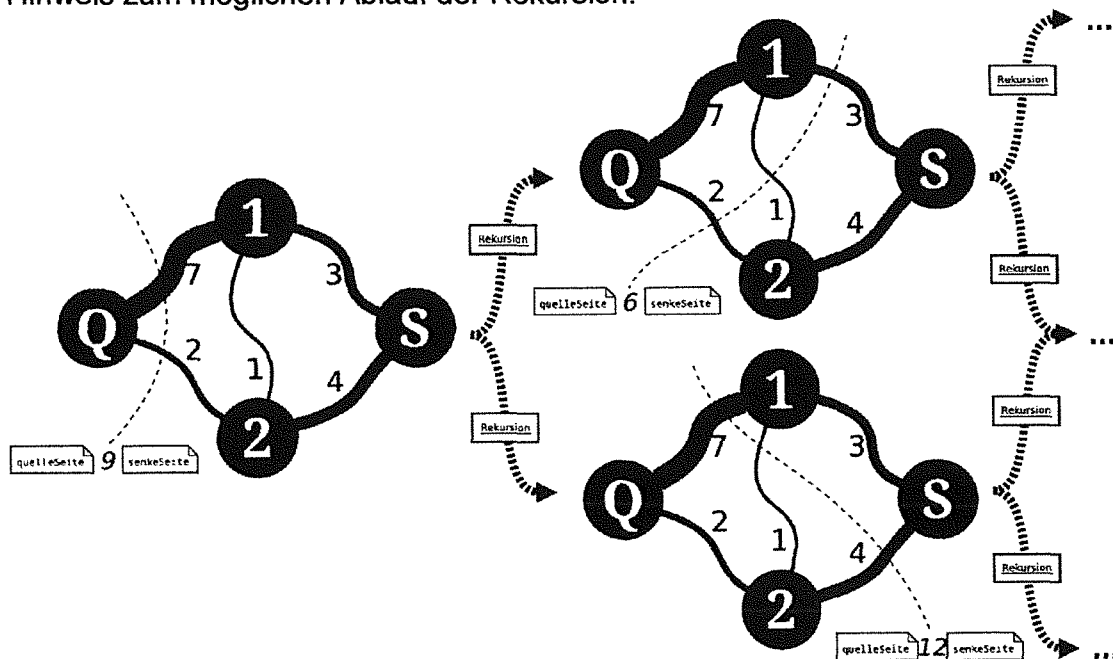 Hinweis zum möglichen Ablauf der Rekursion:
...
1
7
3
Q
S
2
1
4
2
quelleSeite 6 senkeSeite
Rekursion
Rekursion
...
1
7
3
Q
S
2
1
4
2
quelleSeite 9 senkeSeite
Rekursion
Rekursion
1
7
3
Q
S
2
1
4
2
quelleSeite 12 senkeSeite
Rekursion
Rekursion
...